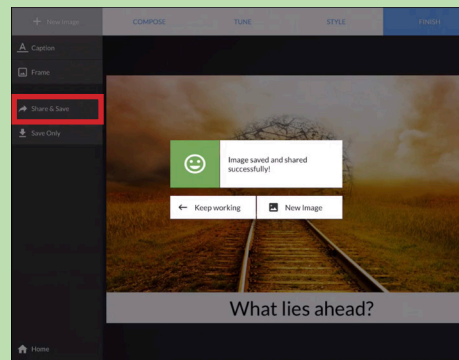 + New Image
COMPOSE
TUNE
STYLE
FINISH
A Caption
Frame
Share & Save
Save Only
Image saved and shared
successfully!
Keep working
New Image
What lies ahead?
Home